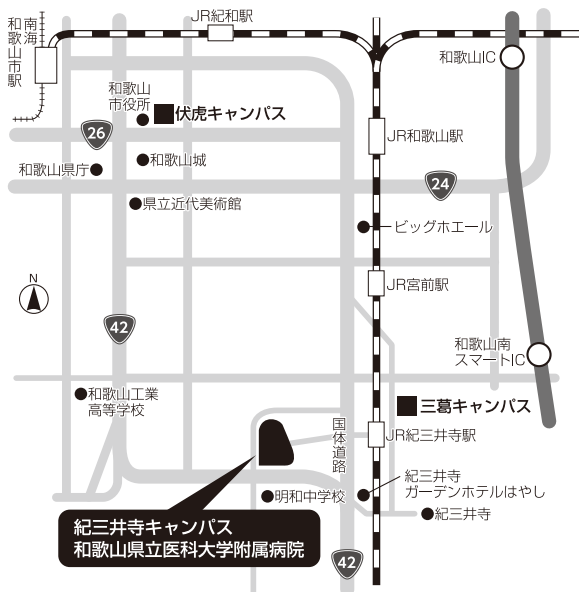 JR紀和駅
南海
和歌山市駅
和歌山IC
和歌山
市役所
伏虎キャンパス
26
JR和歌山駅
和歌山県庁
和歌山城
24
県立近代美術館
ビッグホエール
N
JR宮前駅
42
和歌山南
スマートIC
和歌山工業
高等学校
三葛キャンパス
国体道路
JR紀三井寺駅
紀三井寺
ガーデンホテルはやし
明和中学校
紀三井寺
紀三井寺キャンパス
和歌山県立医科大学附属病院
42